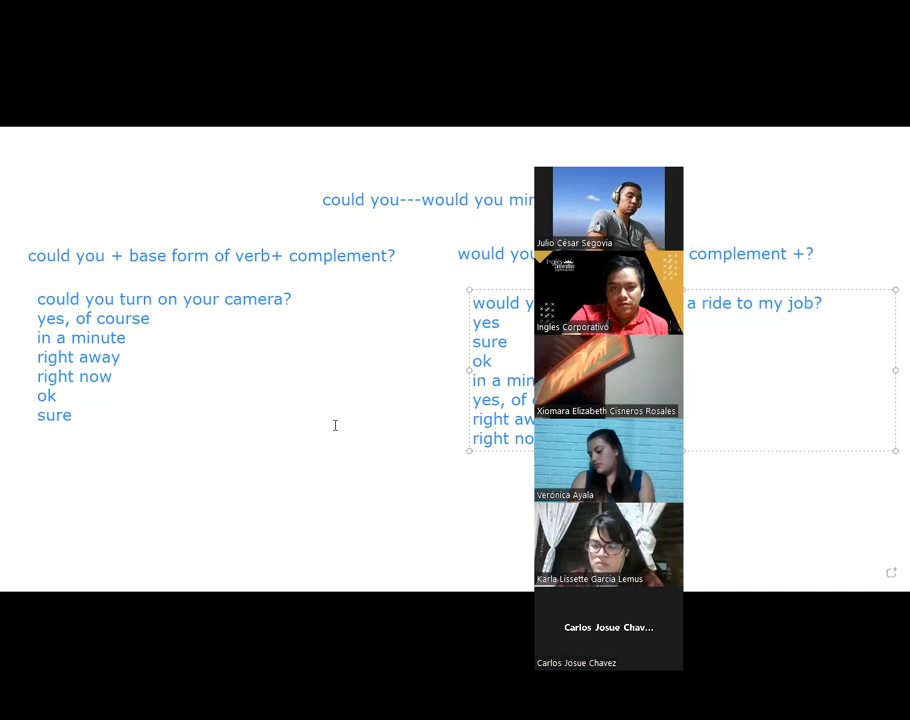 could you---would you min
could you + base form of verb+ complement?
could you turn on your camera?
yes, of course
in a minute
right away
right now
ok
sure
would you complement +?
would y a ride to my job?
yes
sure
ok
in a min
yes, of
right aw
right no
Julio César Segovia
Ingles Corporativo
Xiomara Elizabeth Cisneros Rosales
Verónica Ayala
Karla Lissette Garcia Lemus
Carlos Josue Chav...
Carlos Josue Chavez